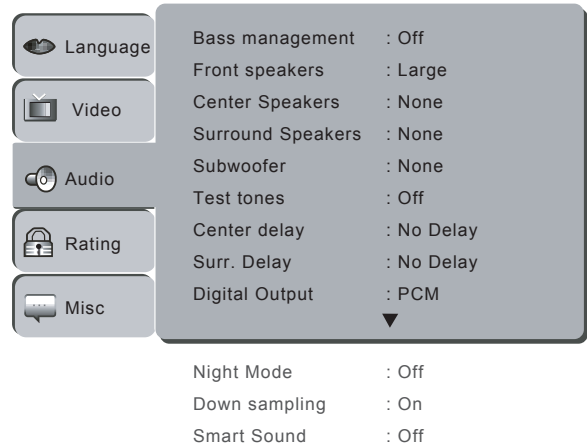 Language
Video
Audio
Rating
Misc
Bass management : Off
Front speakers : Large
Center Speakers : None
Surround Speakers : None
Subwoofer : None
Test tones : Off
Center delay : No Delay
Surr. Delay : No Delay
Digital Output : PCM
Night Mode : Off
Down sampling : On
Smart Sound : Off